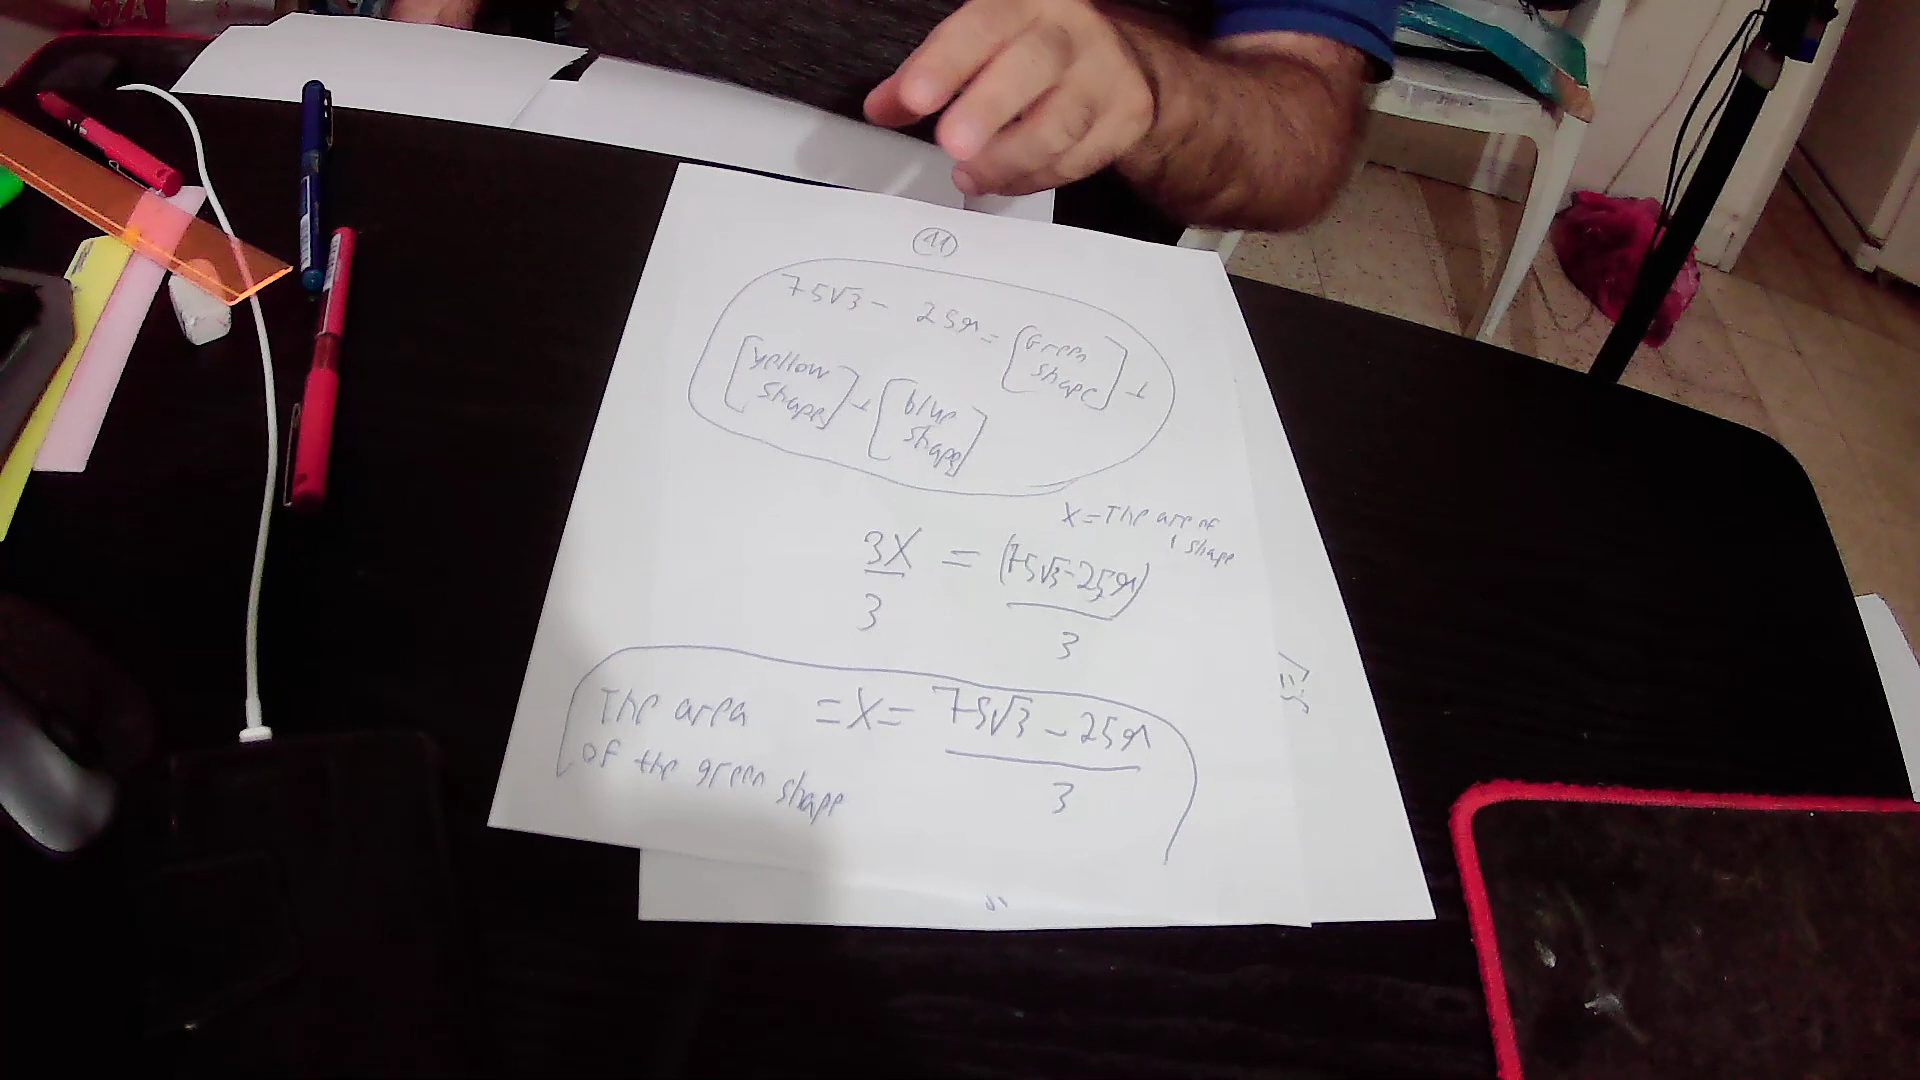 11
75√3 - 25π = [Green shape] +
[yellow shape] + [blue shape]
X = The are of 1 shape
3X/3 = (75√3-25π)/3
The area of the green shape = X = (75√3 - 25π)/3